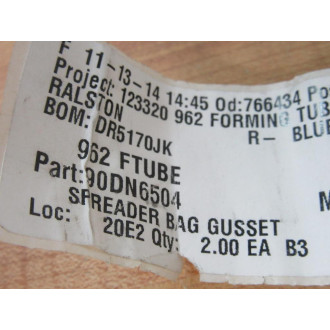 F 11-13-14 14:45 Od:766434 Po
Project: 123320 962 FORMING TUB
RALSTON R- BLUE
BOM: DR5170JK
962 FTUBE
Part:90DN6504
SPREADER BAG GUSSET
Loc: 20E2 Qty: 2.00 EA B3